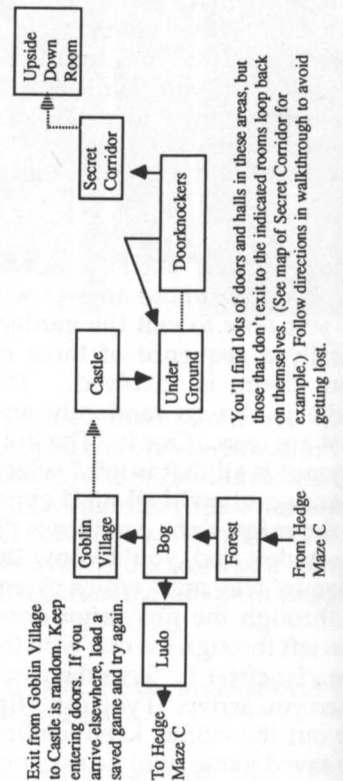 Exit from Goblin Village
to Castle is random. Keep
entering doors. If you
arrive elsewhere, load
saved game and try again.
Goblin
Village
Castle
Upside
Down
Room
Secret
Corridor
To Hedge
Maze C
Ludo
Bog
Under
Ground
Doorknockers
Forest
From Hedge
Maze C
You'll find lots of doors and halls in these areas, but
those that don't exit to the indicated rooms loop back
to themselves. (See map of Secret Corridor for
example.) Follow directions in walkthrough to avoid
getting lost.